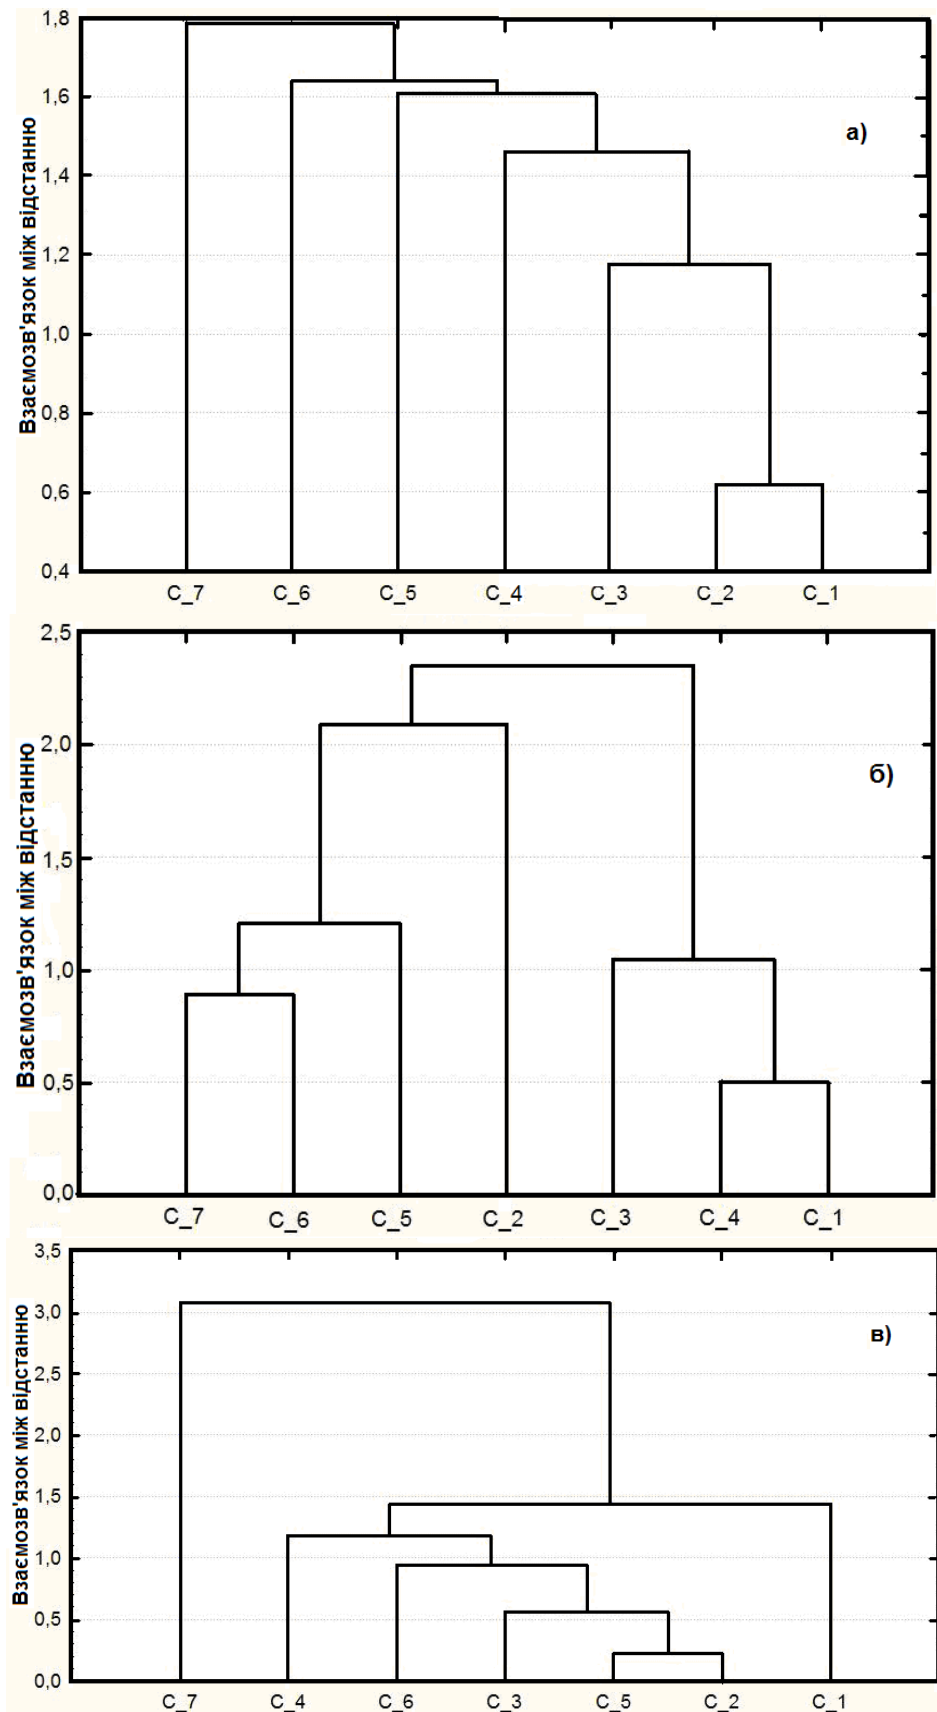 Взаємозв'язок між відстанню
1,8
1,6
1,4
1,2
1,0
0,8
0,6
0,4
а)
C_7 C_6 C_5 C_4 C_3 C_2 C_1
Взаємозв'язок між відстанню
2,5
2,0
1,5
1,0
0,5
0,0
б)
C_7 C_6 C_5 C_2 C_3 C_4 C_1
Взаємозв'язок між відстанню
3,5
3,0
2,5
2,0
1,5
1,0
0,5
0,0
в)
C_7 C_4 C_6 C_3 C_5 C_2 C_1